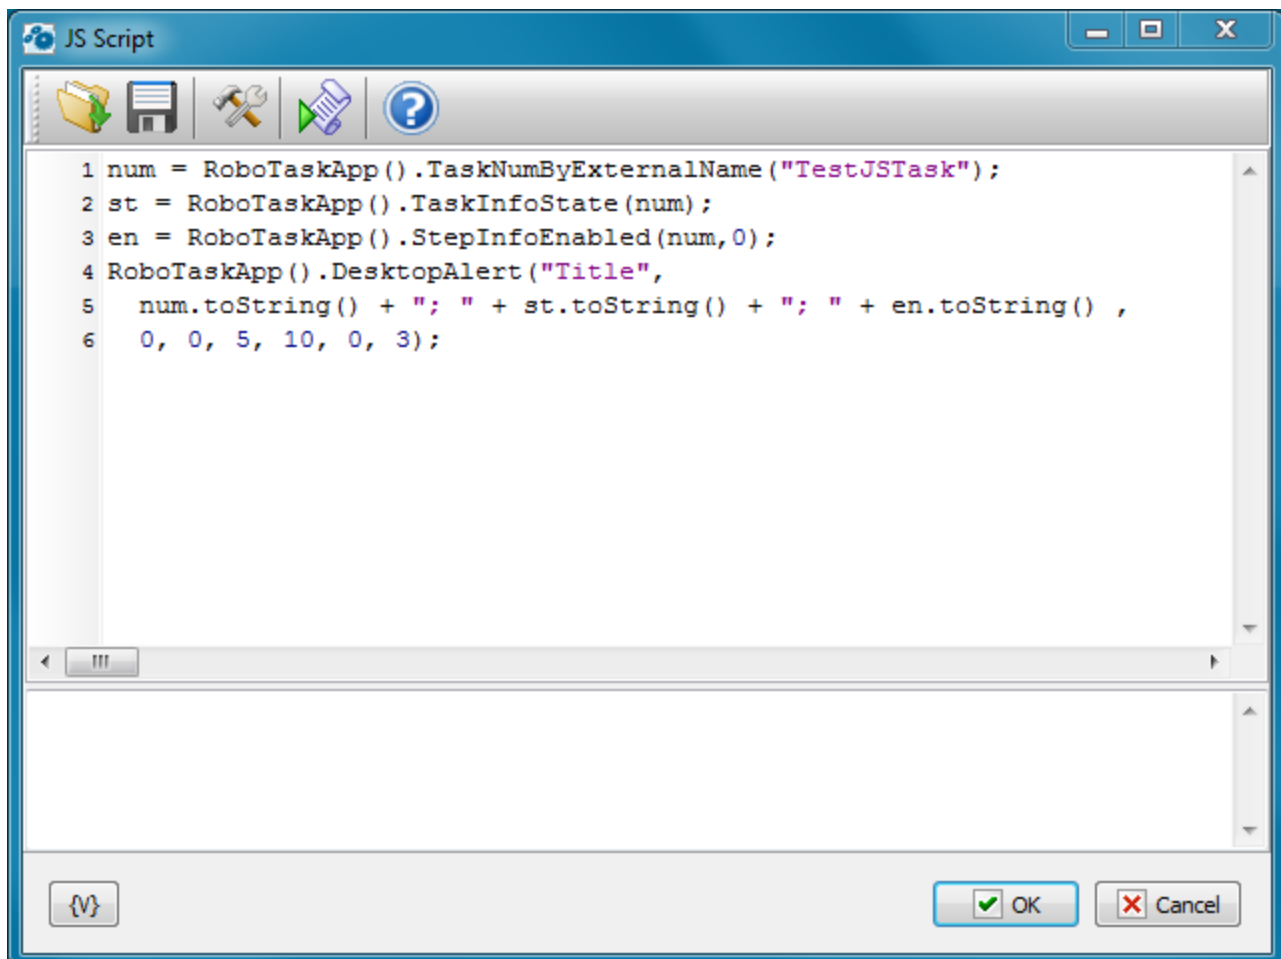 JS Script
1 num = RoboTaskApp().TaskNumByExternalName("TestJSTask");
2 st = RoboTaskApp().TaskInfoState(num);
3 en = RoboTaskApp().StepInfoEnabled(num,0);
4 RoboTaskApp().DesktopAlert("Title",
5   num.toString() + "; " + st.toString() + "; " + en.toString() ,
6   0, 0, 5, 10, 0, 3);
{V} OK Cancel